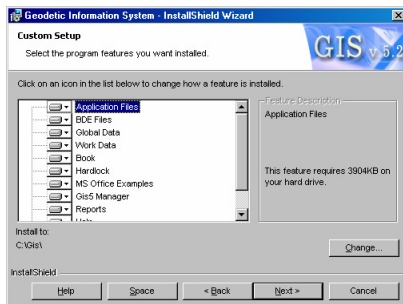 Geodetic Information System - InstallShield Wizard
Custom Setup
Select the program features you want installed.
GIS v 5.2
Click on an icon in the list below to change how a feature is installed.
Application Files
BDE Files
Global Data
Work Data
Book
Hardlock
MS Office Examples
Gis5 Manager
Reports
Feature Description
Application Files
This feature requires 3904KB on
your hard drive.
Install to:
C:\Gis\
Change...
InstallShield
Help
Space
< Back
Next >
Cancel